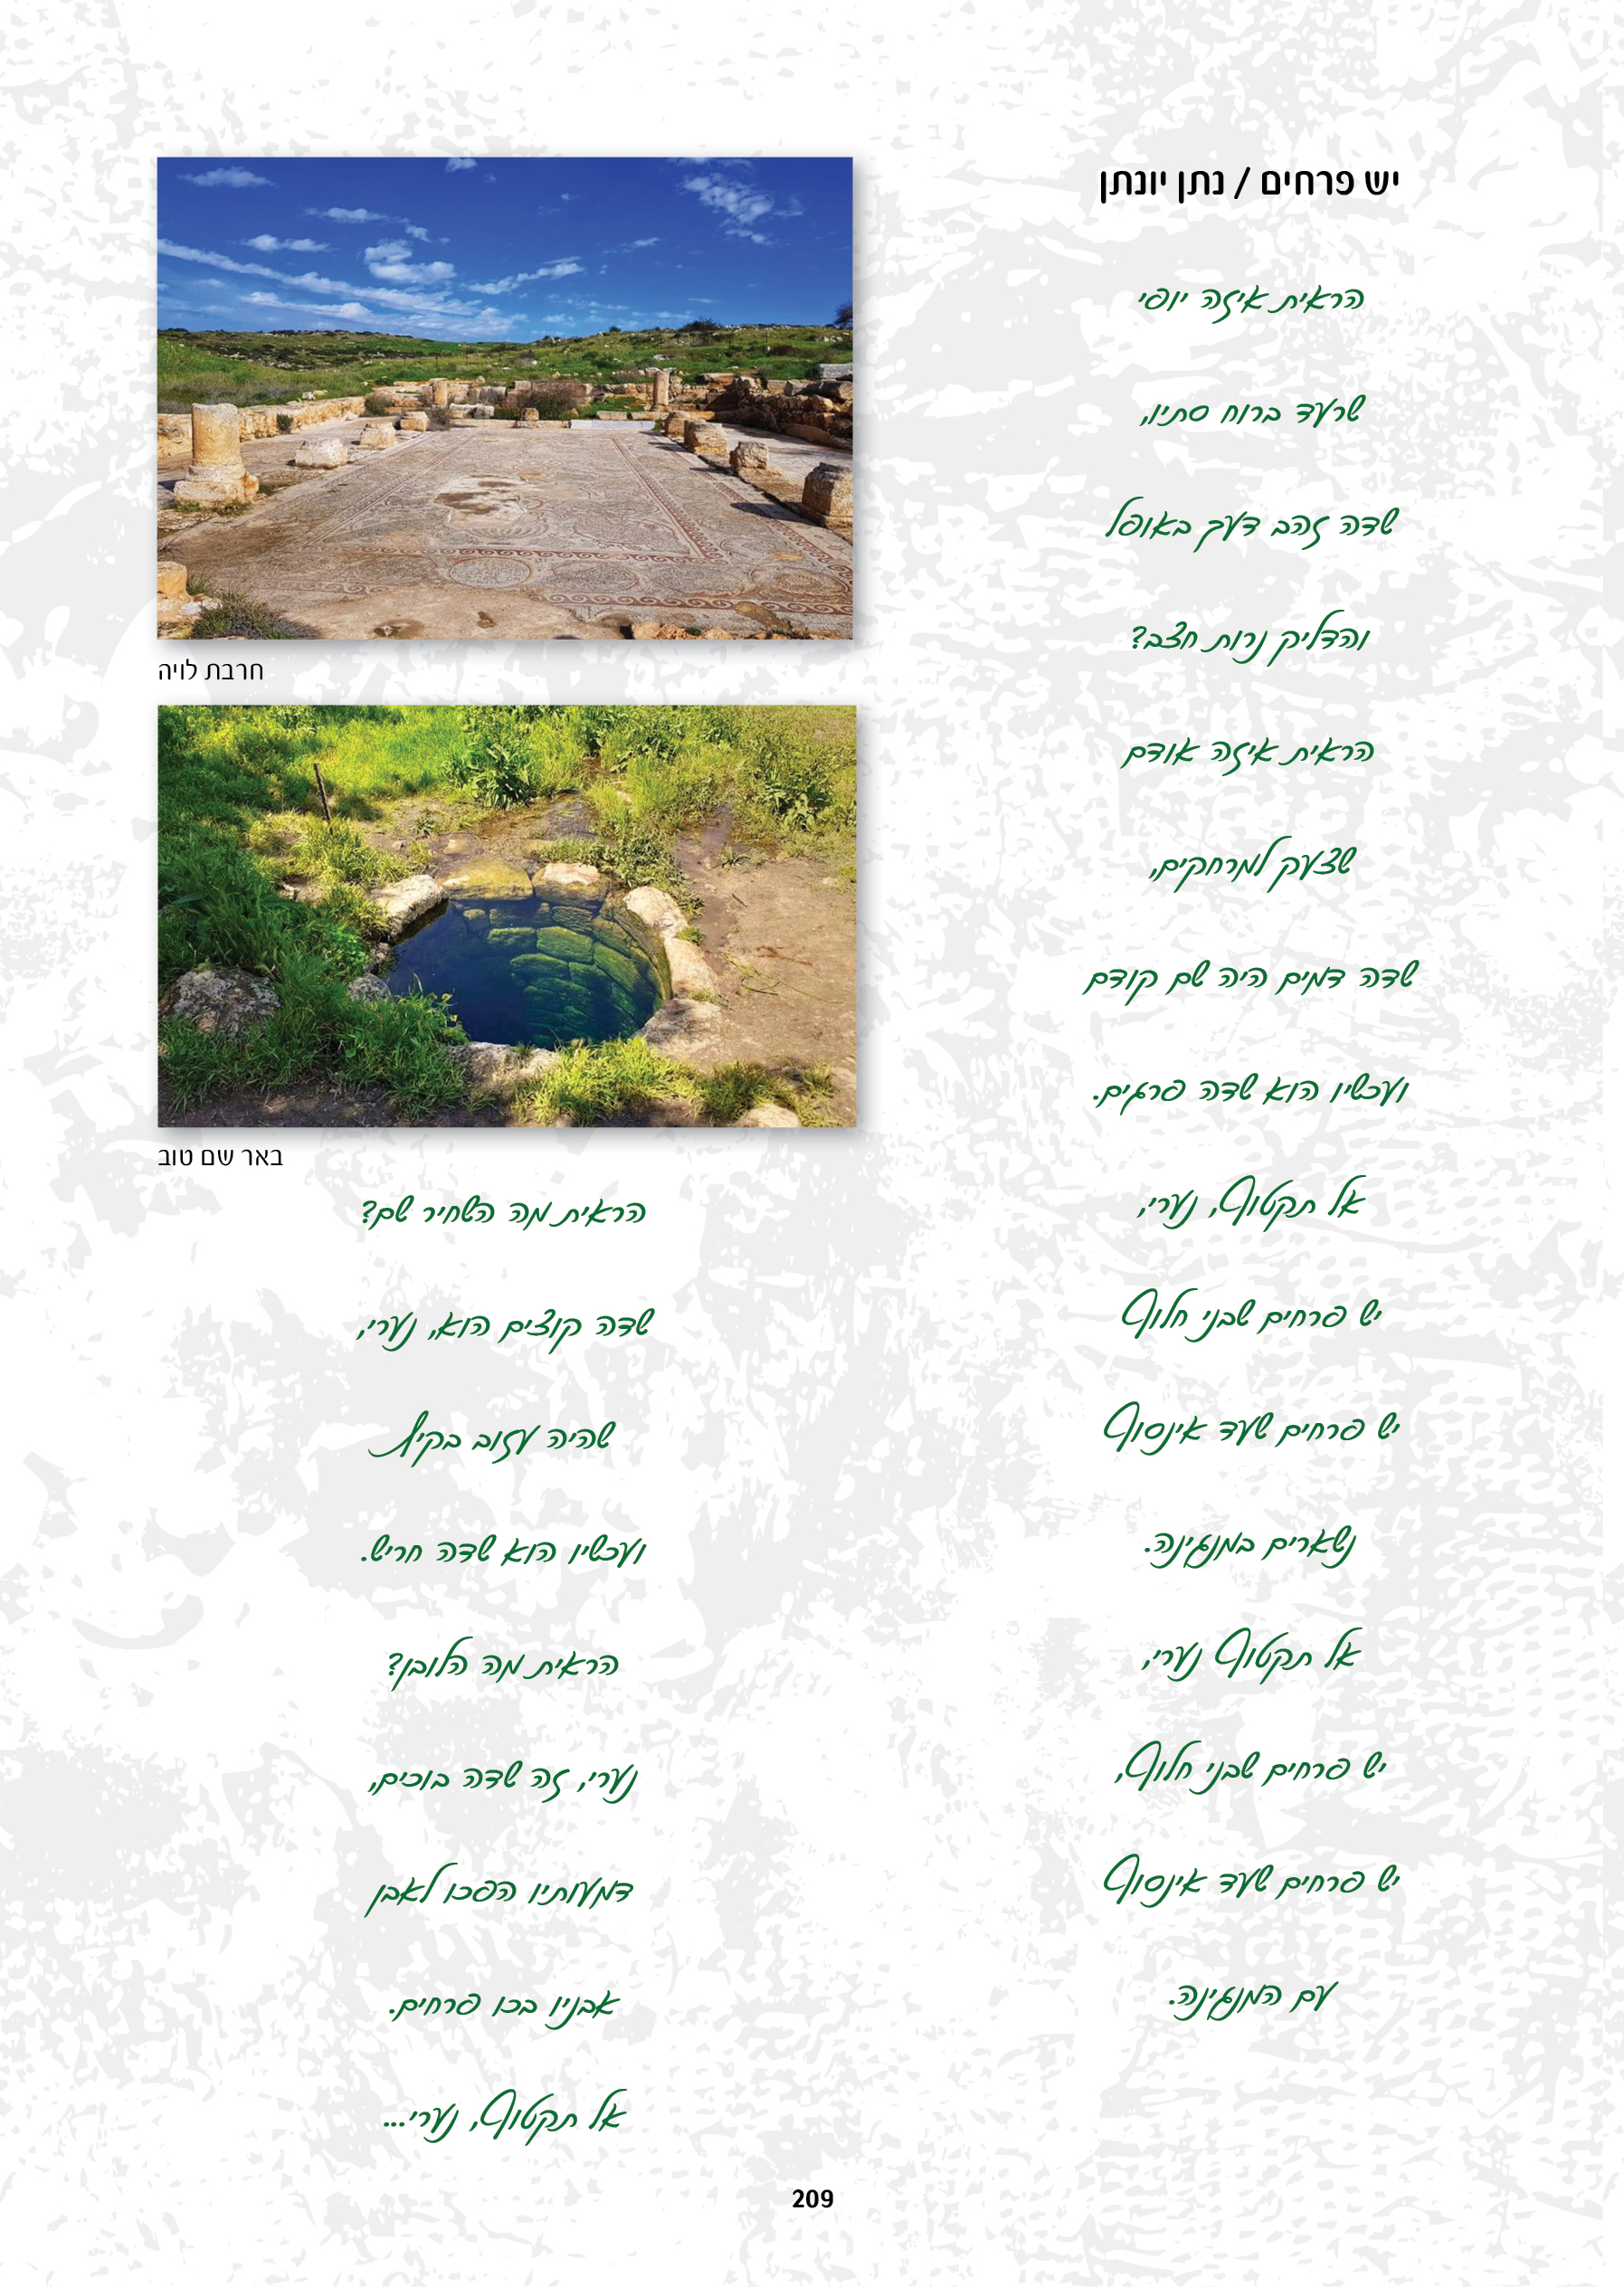 יש פרחים / נתן יונתן
הראית איזה יופי
שרעד ברוח סתיו,
שדה זהב דעך באופל
והדליק נרות חצב?
הראית איזה אודם
שצעק למרחקים,
שדה דמים היה שם קודם
ועכשיו הוא שדה פרגים.
אל תקטוף, נערי,
יש פרחים שבני חלוף
יש פרחים שעד אינסוף
נשארים במנגינה.
אל תקטוף נערי,
יש פרחים שבני חלוף,
יש פרחים שעד אינסוף
עם המנגינה.
חרבת לויה
באר שם טוב
הראית מה השחיר שם?
שדה קוצים הוא, נערי,
שהיה עזוב בקיץ
ועכשיו הוא שדה חריש.
הראית מה הלובן?
נערי, זה שדה בוכים,
דמעותיו הפכו לאבן
אבניו בכו פרחים.
אל תקטוף, נערי...
209